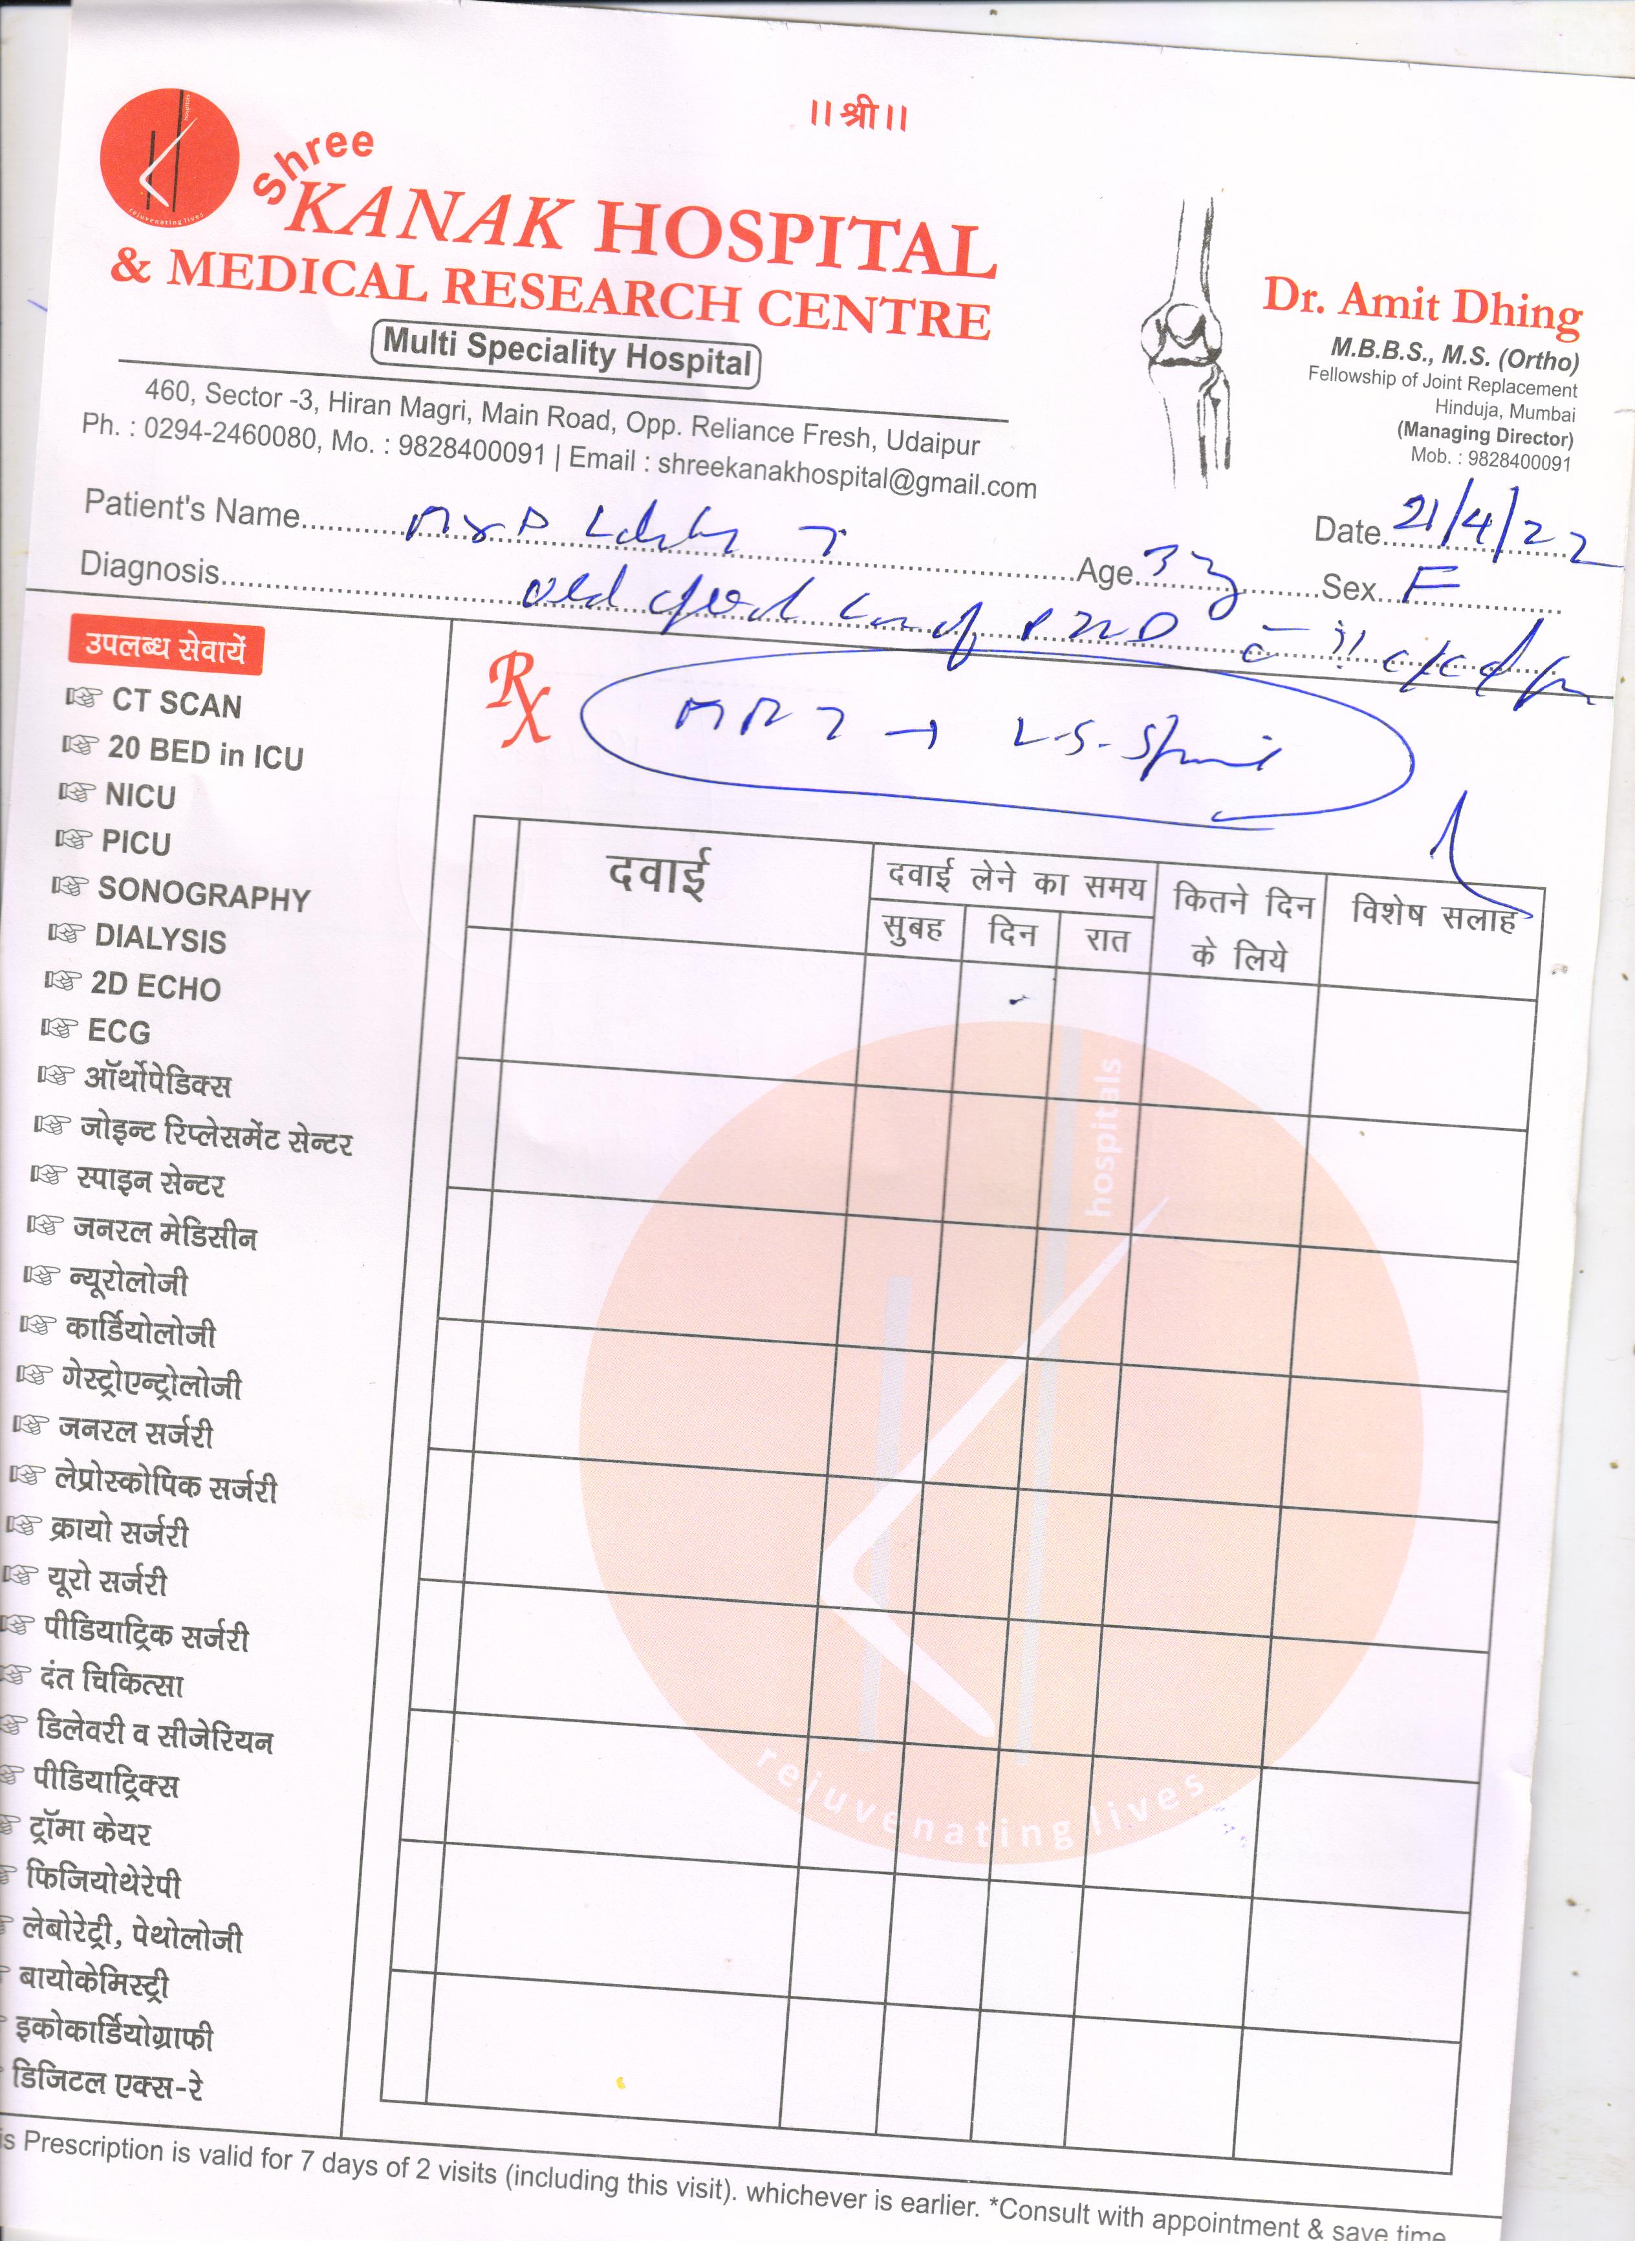 ।। श्री ।।
hospitals
rejuvenating lives
Shree
KANAK HOSPITAL
& MEDICAL RESEARCH CENTRE
Multi Speciality Hospital
460, Sector -3, Hiran Magri, Main Road, Opp. Reliance Fresh, Udaipur
Ph. : 0294-2460080, Mo. : 9828400091 | Email : shreekanakhospital@gmail.com
Dr. Amit Dhing
M.B.B.S., M.S. (Ortho)
Fellowship of Joint Replacement
Hinduja, Mumbai
(Managing Director)
Mob. : 9828400091
Date 21/4/22
Patient's Name
Age Sex F
Diagnosis old
उपलब्ध सेवायें
CT SCAN
20 BED in ICU
NICU
PICU
SONOGRAPHY
DIALYSIS
2D ECHO
ECG
ऑर्थोपेडिक्स
जोइन्ट रिप्लेसमेंट सेन्टर
स्पाइन सेन्टर
जनरल मेडिसीन
न्यूरोलोजी
कार्डियोलोजी
गेस्ट्रोएन्ट्रोलोजी
जनरल सर्जरी
लेप्रोस्कोपिक सर्जरी
क्रायो सर्जरी
यूरो सर्जरी
पीडियाट्रिक सर्जरी
दंत चिकित्सा
डिलेवरी व सीजेरियन
पीडियाट्रिक्स
ट्रॉमा केयर
फिजियोथेरेपी
लेबोरेट्री, पेथोलोजी
बायोकेमिस्ट्री
इकोकार्डियोग्राफी
डिजिटल एक्स-रे
Rx
MRI → L-S-Spine
दवाई
दवाई लेने का समय
सुबह दिन रात
कितने दिन
के लिये
विशेष सलाह
hospitals
rejuvenating lives
is Prescription is valid for 7 days of 2 visits (including this visit). whichever is earlier. *Consult with appointment & save time